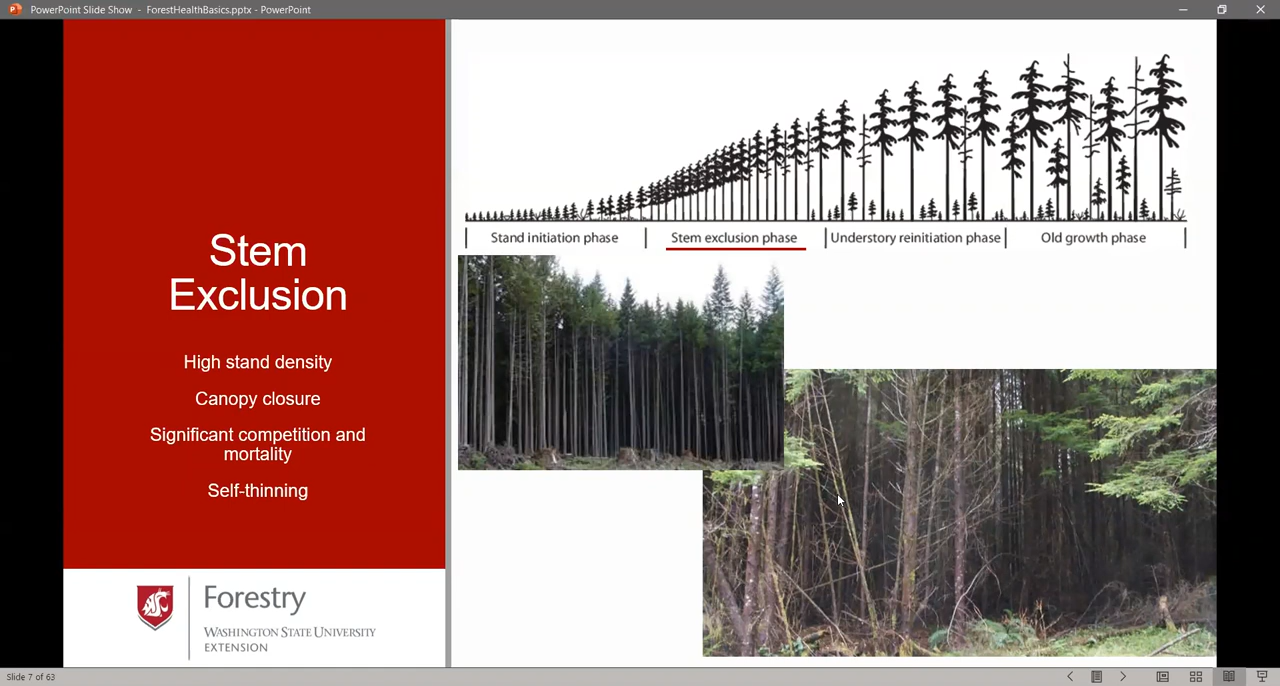 PowerPoint Slide Show - ForestHealthBasics.pptx - PowerPoint
Stem
Exclusion
High stand density
Canopy closure
Significant competition and
mortality
Self-thinning
Forestry
WASHINGTON STATE UNIVERSITY
EXTENSION
Stand initiation phase
Stem exclusion phase
Understory reinitiation phase
Old growth phase
Slide 7 of 63